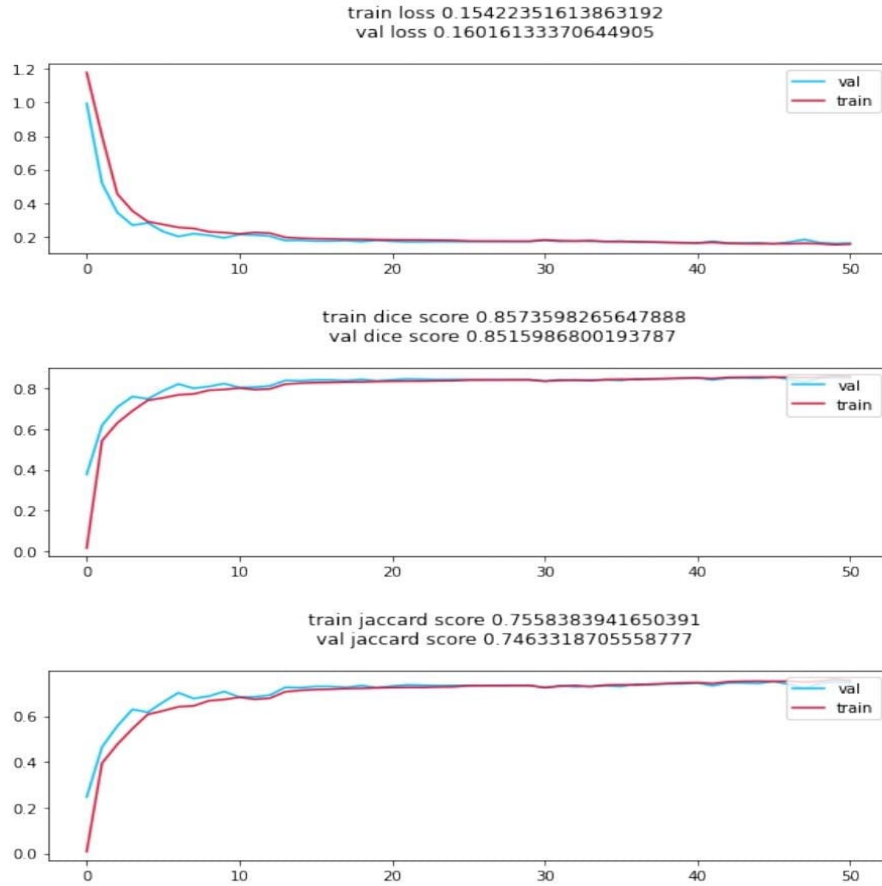 train loss 0.15422351613863192
val loss 0.16016133370644905
1.2
1.0
0.8
0.6
0.4
0.2
val
train
0 10 20 30 40 50
train dice score 0.8573598265647888
val dice score 0.8515986800193787
0.8
0.6
0.4
0.2
0.0
val
train
0 10 20 30 40 50
train jaccard score 0.7558383941650391
val jaccard score 0.7463318705558777
0.6
0.4
0.2
0.0
val
train
0 10 20 30 40 50